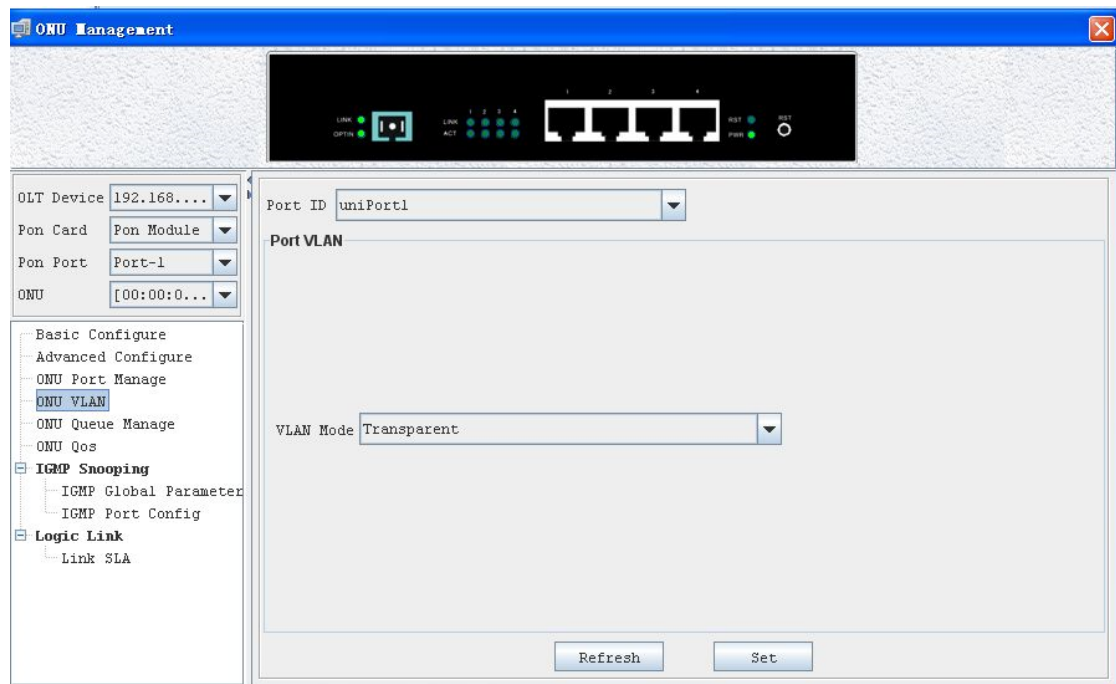 ONU Management
1 2 3 4
1 2 3 4
LINK
OPTIN
LINK
ACT
RST
PWR
RST
OLT Device 192.168....
Pon Card Pon Module
Pon Port Port-1
ONU [00:00:0...
Basic Configure
Advanced Configure
ONU Port Manage
ONU VLAN
ONU Queue Manage
ONU Qos
IGMP Snooping
IGMP Global Parameter
IGMP Port Config
Logic Link
Link SLA
Port ID uniPort1
Port VLAN
VLAN Mode Transparent
Refresh Set